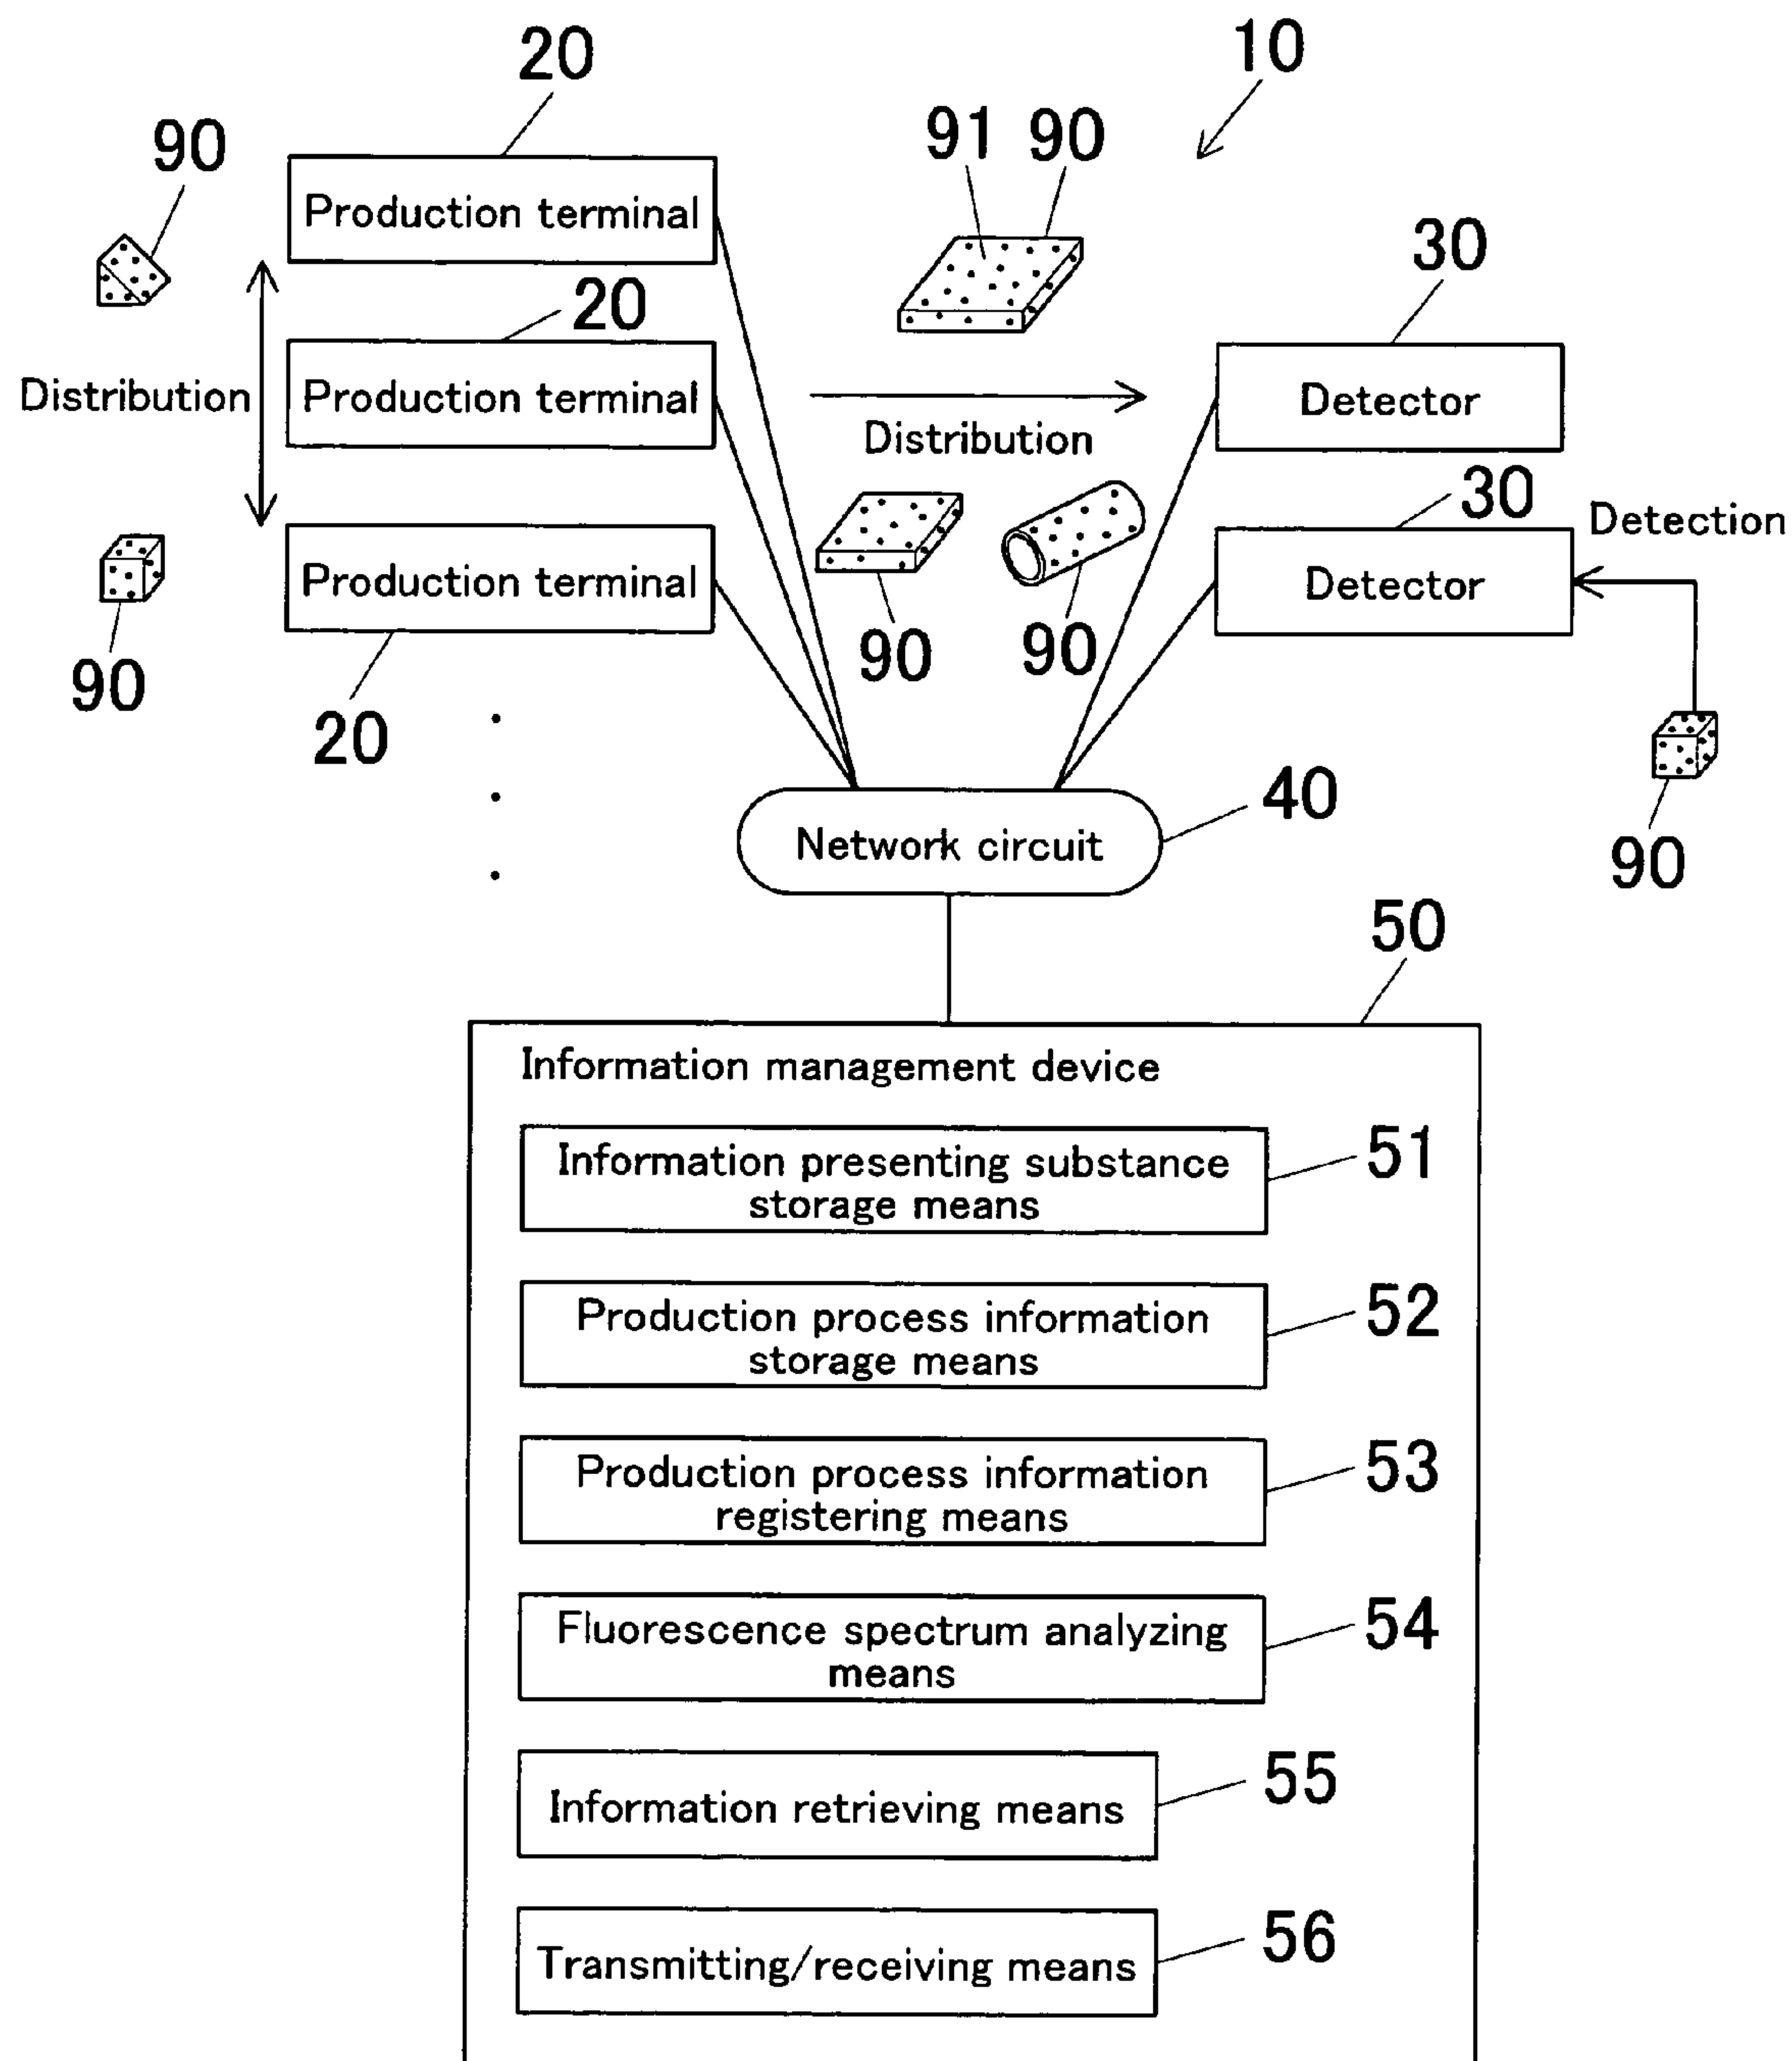 10
20
90
91 90
Production terminal
30
20
Distribution
Production terminal
Distribution
Detector
30
Detection
Production terminal
Detector
90
90
90
20
40
Network circuit
90
50
Information management device
51
Information presenting substance
storage means
52
Production process information
storage means
53
Production process information
registering means
54
Fluorescence spectrum analyzing
means
55
Information retrieving means
56
Transmitting/receiving means